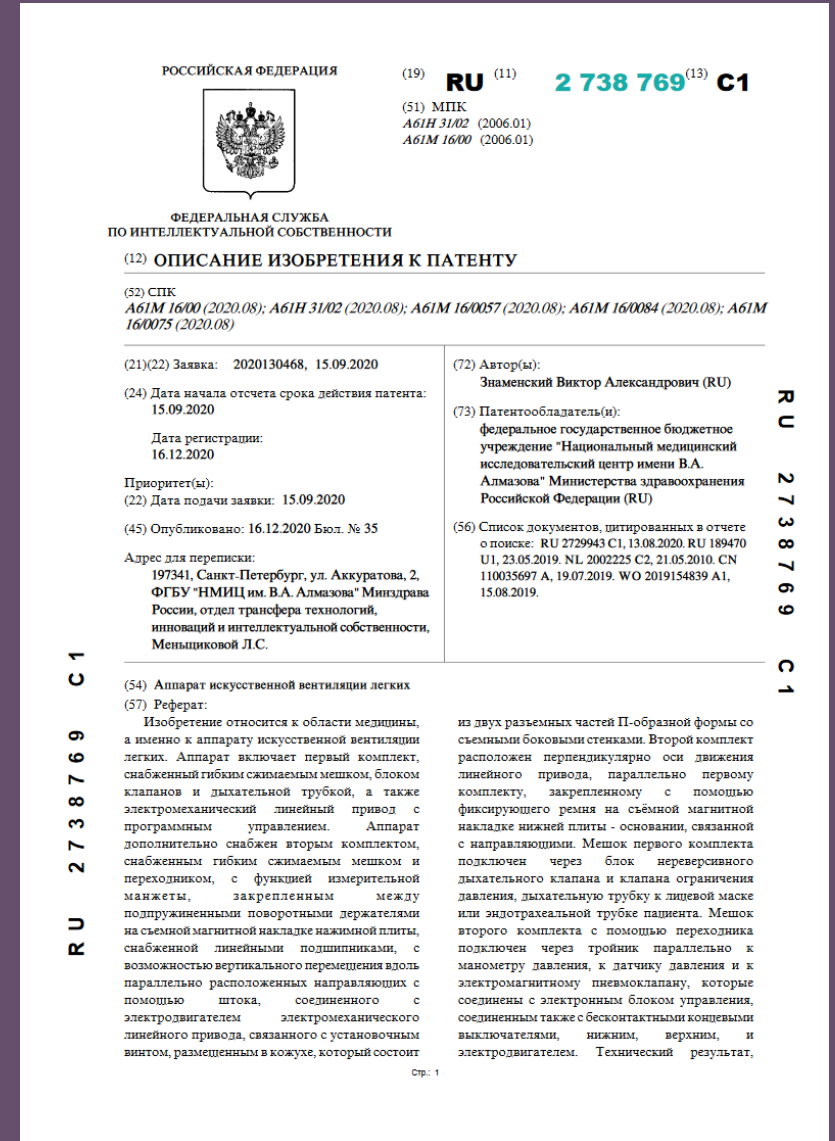 РОССИЙСКАЯ ФЕДЕРАЦИЯ
ФЕДЕРАЛЬНАЯ СЛУЖБА
ПО ИНТЕЛЛЕКТУАЛЬНОЙ СОБСТВЕННОСТИ
(19) RU (11) 2 738 769 (13) C1
(51) МПК
A61H 31/02 (2006.01)
A61M 16/00 (2006.01)
(12) ОПИСАНИЕ ИЗОБРЕТЕНИЯ К ПАТЕНТУ
(52) СПК
A61M 16/00 (2020.08); A61H 31/02 (2020.08); A61M 16/0057 (2020.08); A61M 16/0084 (2020.08); A61M
16/0075 (2020.08)
(21)(22) Заявка: 2020130468, 15.09.2020
(24) Дата начала отсчета срока действия патента:
15.09.2020
Дата регистрации:
16.12.2020
Приоритет(ы):
(22) Дата подачи заявки: 15.09.2020
(45) Опубликовано: 16.12.2020 Бюл. № 35
Адрес для переписки:
197341, Санкт-Петербург, ул. Аккуратова, 2,
ФГБУ "НМИЦ им. В.А. Алмазова" Минздрава
России, отдел трансфера технологий,
инноваций и интеллектуальной собственности,
Меньщиковой Л.С.
(72) Автор(ы):
Знаменский Виктор Александрович (RU)
(73) Патентообладатель(и):
федеральное государственное бюджетное
учреждение "Национальный медицинский
исследовательский центр имени В.А.
Алмазова" Министерства здравоохранения
Российской Федерации (RU)
(56) Список документов, цитированных в отчете
о поиске: RU 2729943 C1, 13.08.2020. RU 189470
U1, 23.05.2019. NL 2002225 C2, 21.05.2010. CN
110035697 A, 19.07.2019. WO 2019154839 A1,
15.08.2019.
(54) Аппарат искусственной вентиляции легких
(57) Реферат:
Изобретение относится к области медицины,
а именно к аппарату искусственной вентиляции
легких. Аппарат включает первый комплект,
снабженный гибким сжимаемым мешком, блоком
клапанов и дыхательной трубкой, а также
электромеханический линейный привод с
программным управлением. Аппарат
дополнительно снабжен вторым комплектом,
снабженным гибким сжимаемым мешком и
переходником, с функцией измерительной
манжеты, закрепленным между
подпружиненными поворотными держателями
на съемной магнитной накладке нажимной плиты,
снабженной линейными подшипниками, с
возможностью вертикального перемещения вдоль
параллельно расположенных направляющих с
помощью штока, соединенного с
электродвигателем электромеханического
линейного привода, связанного с установочным
винтом, размещенным в кожухе, который состоит
из двух разъемных частей П-образной формы со
съемными боковыми стенками. Второй комплект
расположен перпендикулярно оси движения
линейного привода, параллельно первому
комплекту, закрепленному с помощью
фиксирующего ремня на съёмной магнитной
накладке нижней плиты - основании, связанной
с направляющими. Мешок первого комплекта
подключен через блок нереверсивного
дыхательного клапана и клапана ограничения
давления, дыхательную трубку к лицевой маске
или эндотрахеальной трубке пациента. Мешок
второго комплекта с помощью переходника
подключен через тройник параллельно к
манометру давления, к датчику давления и к
электромагнитному пневмоклапану, которые
соединены с электронным блоком управления,
соединенным также с бесконтактными концевыми
выключателями, нижним, верхним, и
электродвигателем. Технический результат,
Стр.: 1
RU 2738769 C1
RU 2738769 C1